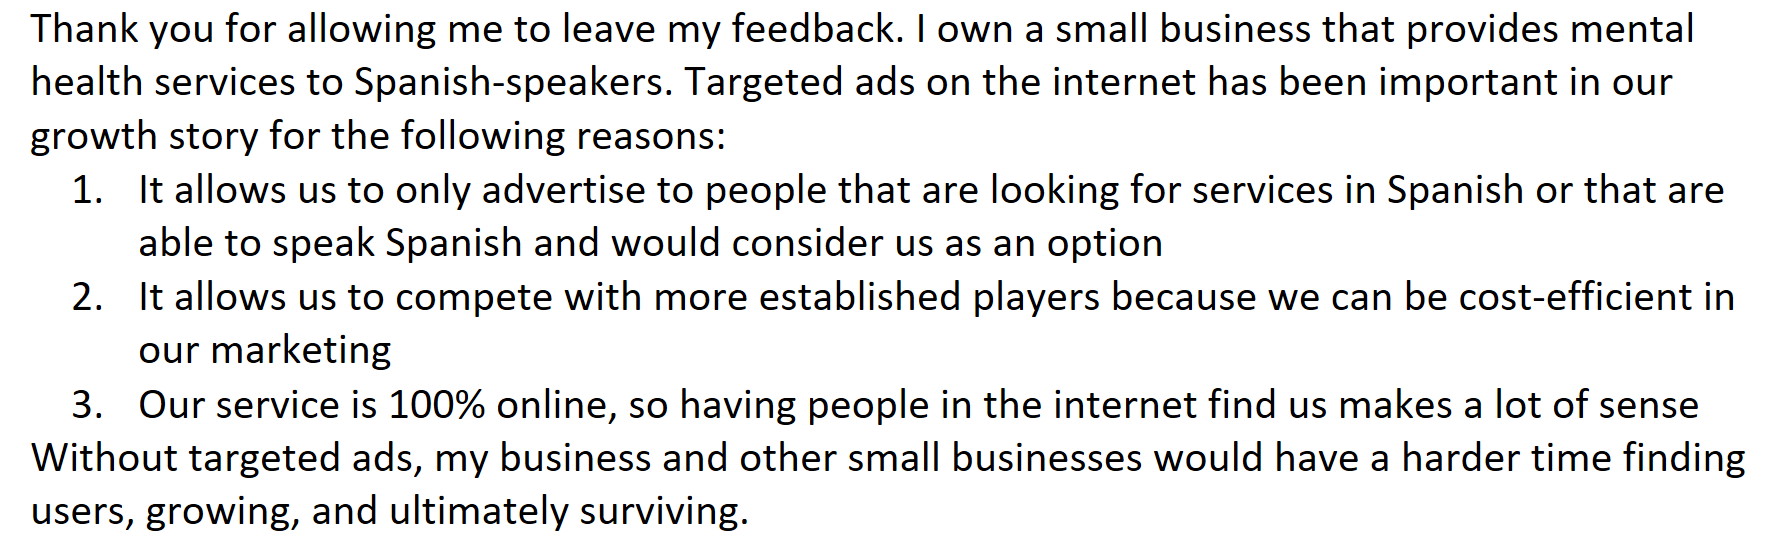 Thank you for allowing me to leave my feedback. I own a small business that provides mental
health services to Spanish-speakers. Targeted ads on the internet has been important in our
growth story for the following reasons:
1. It allows us to only advertise to people that are looking for services in Spanish or that are
able to speak Spanish and would consider us as an option
2. It allows us to compete with more established players because we can be cost-efficient in
our marketing
3. Our service is 100% online, so having people in the internet find us makes a lot of sense
Without targeted ads, my business and other small businesses would have a harder time finding
users, growing, and ultimately surviving.